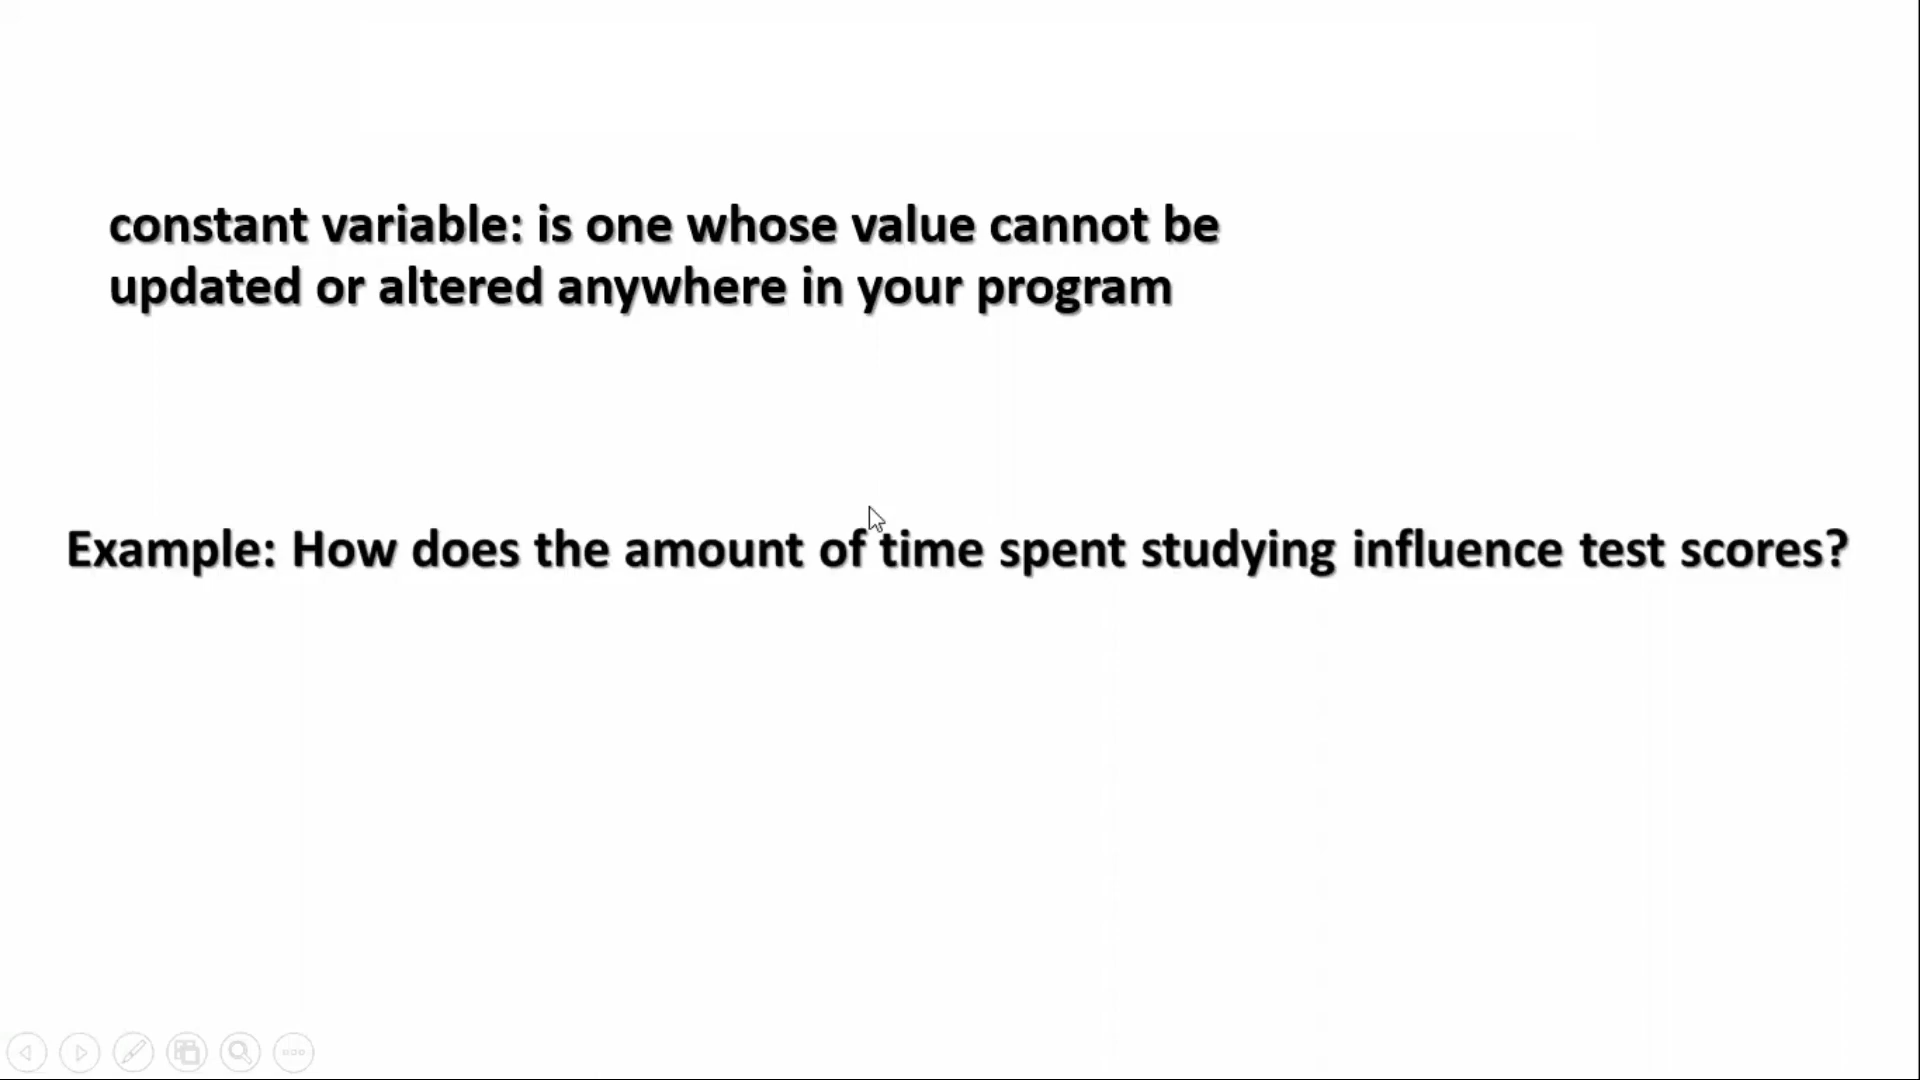 constant variable: is one whose value cannot be
updated or altered anywhere in your program
Example: How does the amount of time spent studying influence test scores?